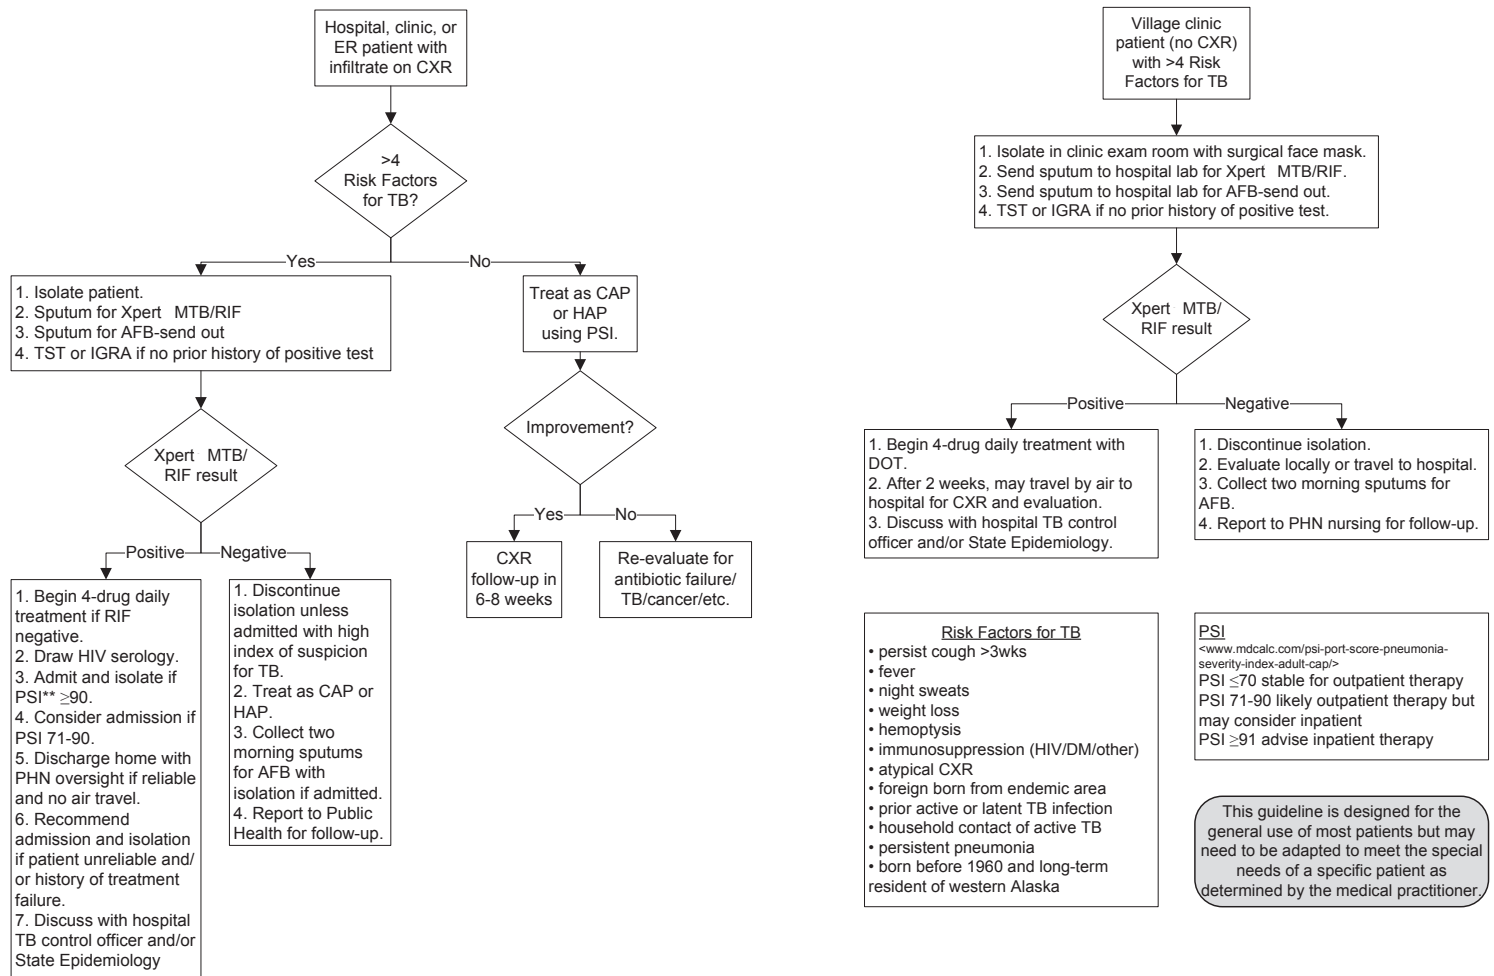 Hospital, clinic, or
ER patient with
infiltrate on CXR
>4
Risk Factors
for TB?
Yes
No
1. Isolate patient.
2. Sputum for Xpert MTB/RIF
3. Sputum for AFB-send out
4. TST or IGRA if no prior history of positive test
Treat as CAP
or HAP
using PSI.
Xpert MTB/
RIF result
Improvement?
Positive
Negative
Yes
No
1. Begin 4-drug daily
treatment if RIF
negative.
2. Draw HIV serology.
3. Admit and isolate if
PSI** ≥90.
4. Consider admission if
PSI 71-90.
5. Discharge home with
PHN oversight if reliable
and no air travel.
6. Recommend
admission and isolation
if patient unreliable and/
or history of treatment
failure.
7. Discuss with hospital
TB control officer and/or
State Epidemiology
1. Discontinue
isolation unless
admitted with high
index of suspicion
for TB.
2. Treat as CAP or
HAP.
3. Collect two
morning sputums
for AFB with
isolation if admitted.
4. Report to Public
Health for follow-up.
CXR
follow-up in
6-8 weeks
Re-evaluate for
antibiotic failure/
TB/cancer/etc.
Village clinic
patient (no CXR)
with >4 Risk
Factors for TB
1. Isolate in clinic exam room with surgical face mask.
2. Send sputum to hospital lab for Xpert MTB/RIF.
3. Send sputum to hospital lab for AFB-send out.
4. TST or IGRA if no prior history of positive test.
Xpert MTB/
RIF result
Positive
Negative
1. Begin 4-drug daily treatment with
DOT.
2. After 2 weeks, may travel by air to
hospital for CXR and evaluation.
3. Discuss with hospital TB control
officer and/or State Epidemiology.
1. Discontinue isolation.
2. Evaluate locally or travel to hospital.
3. Collect two morning sputums for
AFB.
4. Report to PHN nursing for follow-up.
Risk Factors for TB
• persist cough >3wks
• fever
• night sweats
• weight loss
• hemoptysis
• immunosuppression (HIV/DM/other)
• atypical CXR
• foreign born from endemic area
• prior active or latent TB infection
• household contact of active TB
• persistent pneumonia
• born before 1960 and long-term
resident of western Alaska
PSI
<www.mdcalc.com/psi-port-score-pneumonia-
severity-index-adult-cap/>
PSI ≤70 stable for outpatient therapy
PSI 71-90 likely outpatient therapy but
may consider inpatient
PSI ≥91 advise inpatient therapy
This guideline is designed for the
general use of most patients but may
need to be adapted to meet the special
needs of a specific patient as
determined by the medical practitioner.